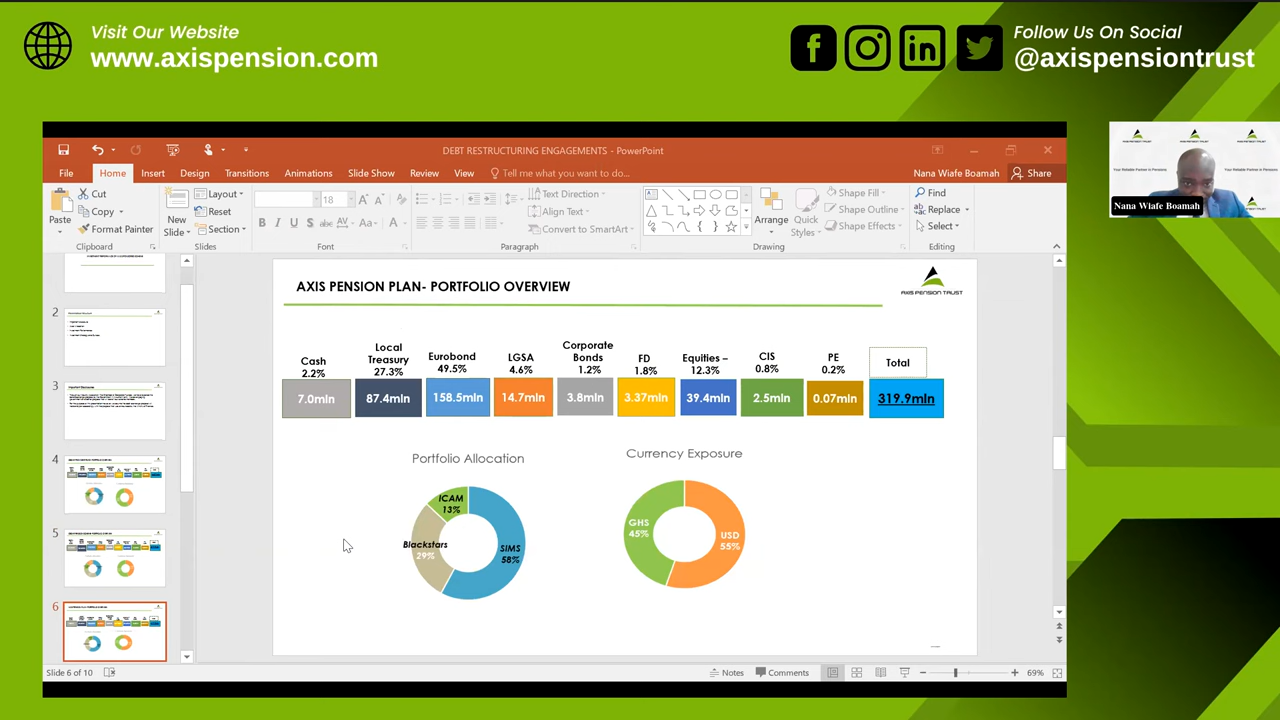 Visit Our Website
www.axispension.com
Follow Us On Social
@axispensiontrust
DEBT RESTRUCTURING ENGAGEMENTS - PowerPoint
File Home Insert Design Transitions Animations Slide Show Review View Tell me what you want to do...
Nana Wiafe Boamah Share
Paste
Cut
Copy
Format Painter
Clipboard
New
Slide
Layout
Reset
Section
Slides
18
Font
Text Direction
Align Text
Convert to SmartArt
Paragraph
Arrange
Quick
Styles
Shape Fill
Shape Outline
Shape Effects
Drawing
Find
Replace
Select
Editing
Nana Wiafe Boamah
2
3
4
5
6
AXIS PENSION PLAN- PORTFOLIO OVERVIEW
AXIS PENSION TRUST
Cash
2.2%
7.0mln
Local
Treasury
27.3%
87.4mln
Eurobond
49.5%
158.5mln
LGSA
4.6%
14.7mln
Corporate
Bonds
1.2%
3.8mln
FD
1.8%
3.37mln
Equities –
12.3%
39.4mln
CIS
0.8%
2.5mln
PE
0.2%
0.07mln
Total
319.9mln
Portfolio Allocation
ICAM
13%
Blackstars
29%
SIMS
58%
Currency Exposure
GHS
45%
USD
55%
Slide 6 of 10
Notes
Comments
69%